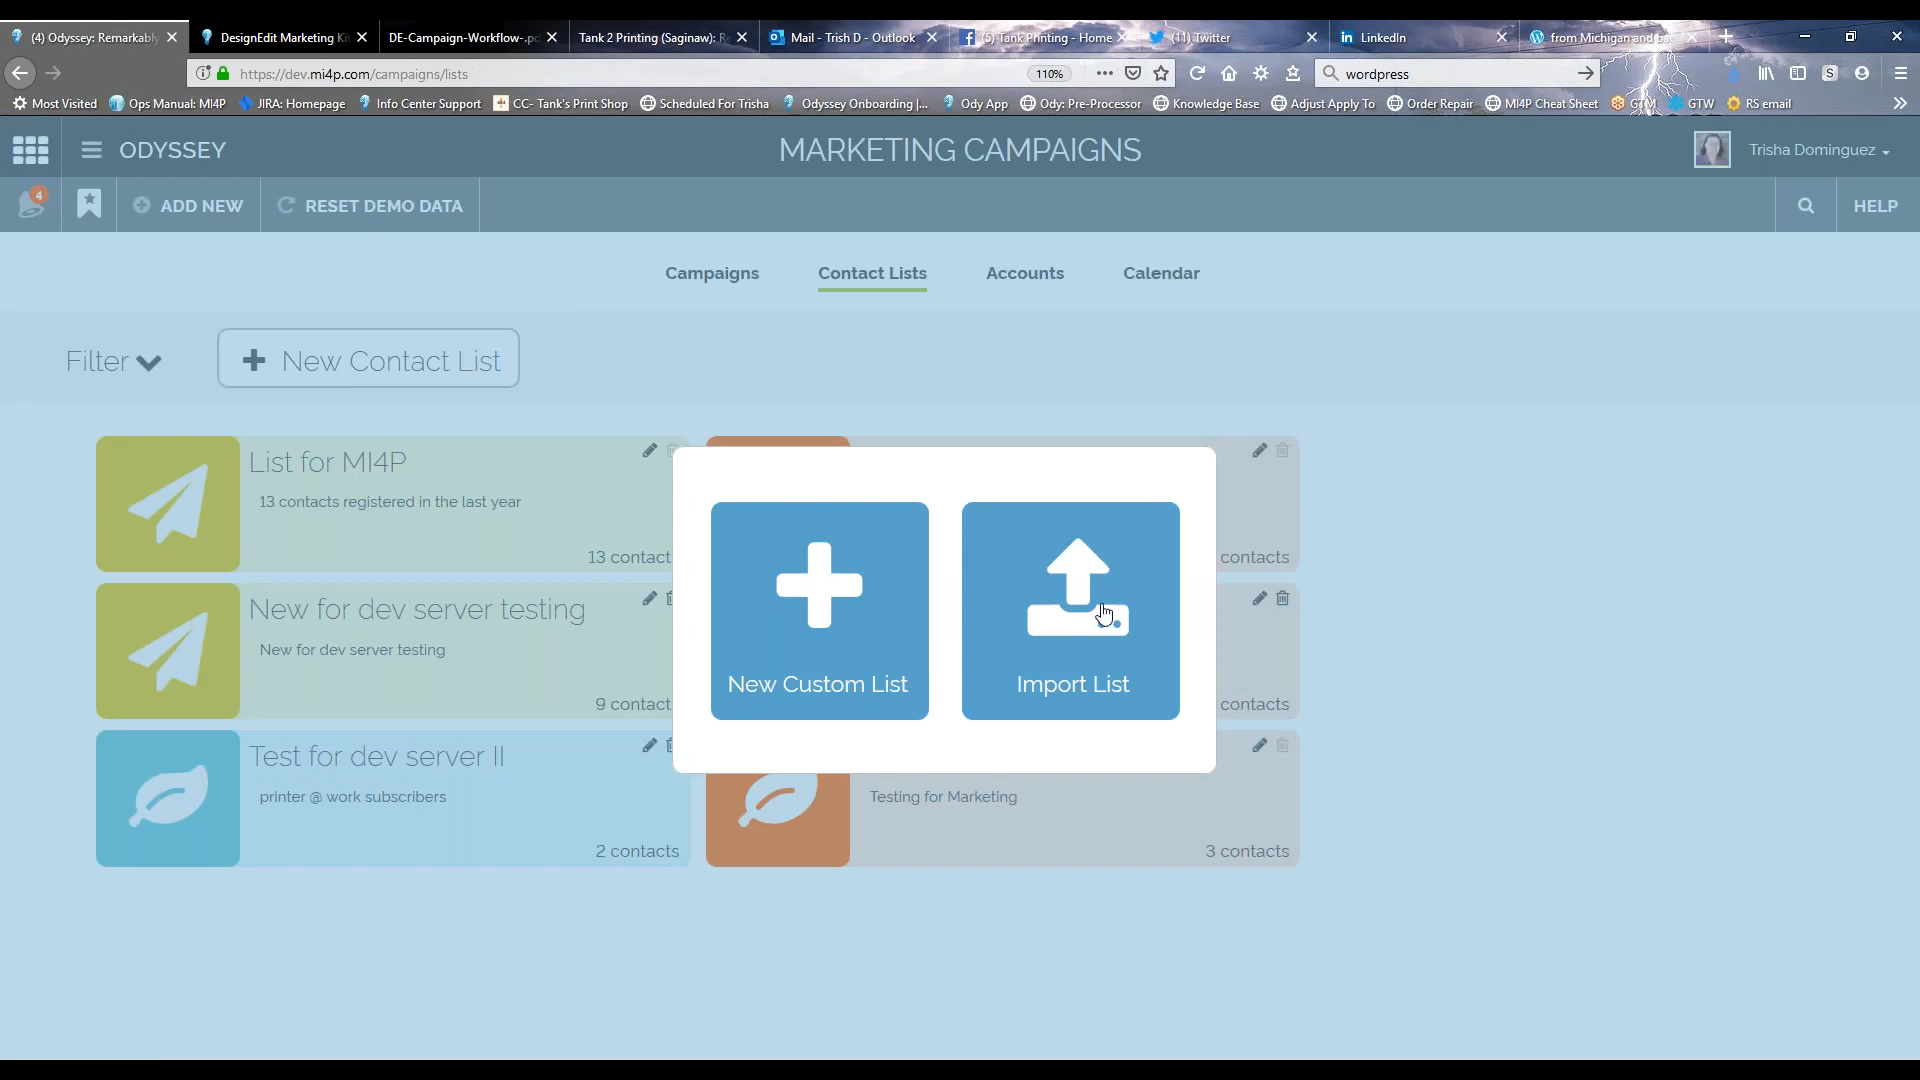 (4) Odyssey: Remarkably
DesignEdit Marketing Ki
DE-Campaign-Workflow-.pd
Tank 2 Printing (Saginaw): R
Mail - Trish D - Outlook
(5) Tank Printing - Home
(11) Twitter
LinkedIn
from Michigan and
https://dev.mi4p.com/campaigns/lists
110%
wordpress
Most Visited
Ops Manual: MI4P
JIRA: Homepage
Info Center Support
CC- Tank's Print Shop
Scheduled For Trisha
Odyssey Onboarding |...
Ody App
Ody: Pre-Processor
Knowledge Base
Adjust Apply To
Order Repair
MI4P Cheat Sheet
GTM
GTW
RS email
ODYSSEY
MARKETING CAMPAIGNS
Trisha Dominguez
4
ADD NEW
RESET DEMO DATA
HELP
Campaigns
Contact Lists
Accounts
Calendar
Filter
New Contact List
List for MI4P
13 contacts registered in the last year
13 contact
contacts
New for dev server testing
New for dev server testing
9 contact
contacts
New Custom List
Import List
Test for dev server II
printer @ work subscribers
2 contacts
Testing for Marketing
3 contacts